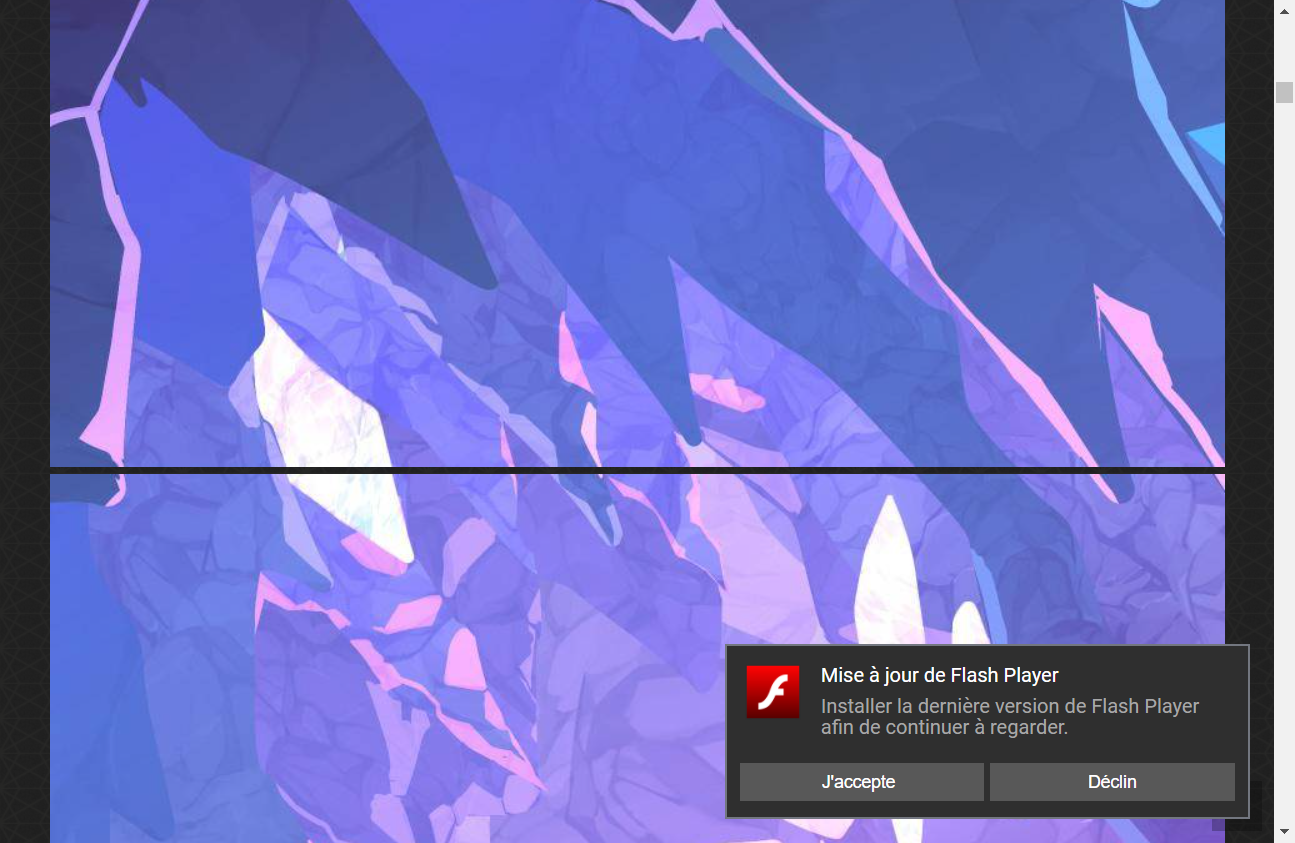 Mise à jour de Flash Player
Installer la dernière version de Flash Player
afin de continuer à regarder.
J'accepte
Déclin